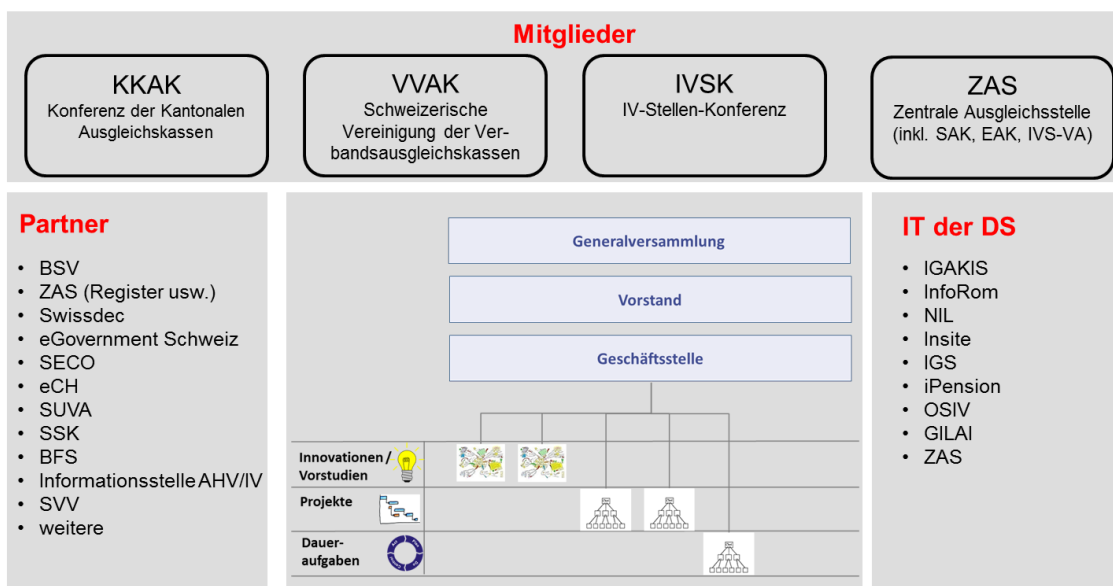 Mitglieder
KKAK
Konferenz der Kantonalen
Ausgleichskassen
VVAK
Schweizerische
Vereinigung der Ver-
bandsausgleichskassen
IVSK
IV-Stellen-Konferenz
ZAS
Zentrale Ausgleichsstelle
(inkl. SAK, EAK, IVS-VA)
Partner
• BSV
• ZAS (Register usw.)
• Swissdec
• eGovernment Schweiz
• SECO
• eCH
• SUVA
• SSK
• BFS
• Informationsstelle AHV/IV
• SVV
• weitere
Generalversammlung
Vorstand
Geschäftsstelle
Innovationen /
Vorstudien
Projekte
Dauer-
aufgaben
IT der DS
• IGAKIS
• InfoRom
• NIL
• Insite
• IGS
• iPension
• OSIV
• GILAI
• ZAS